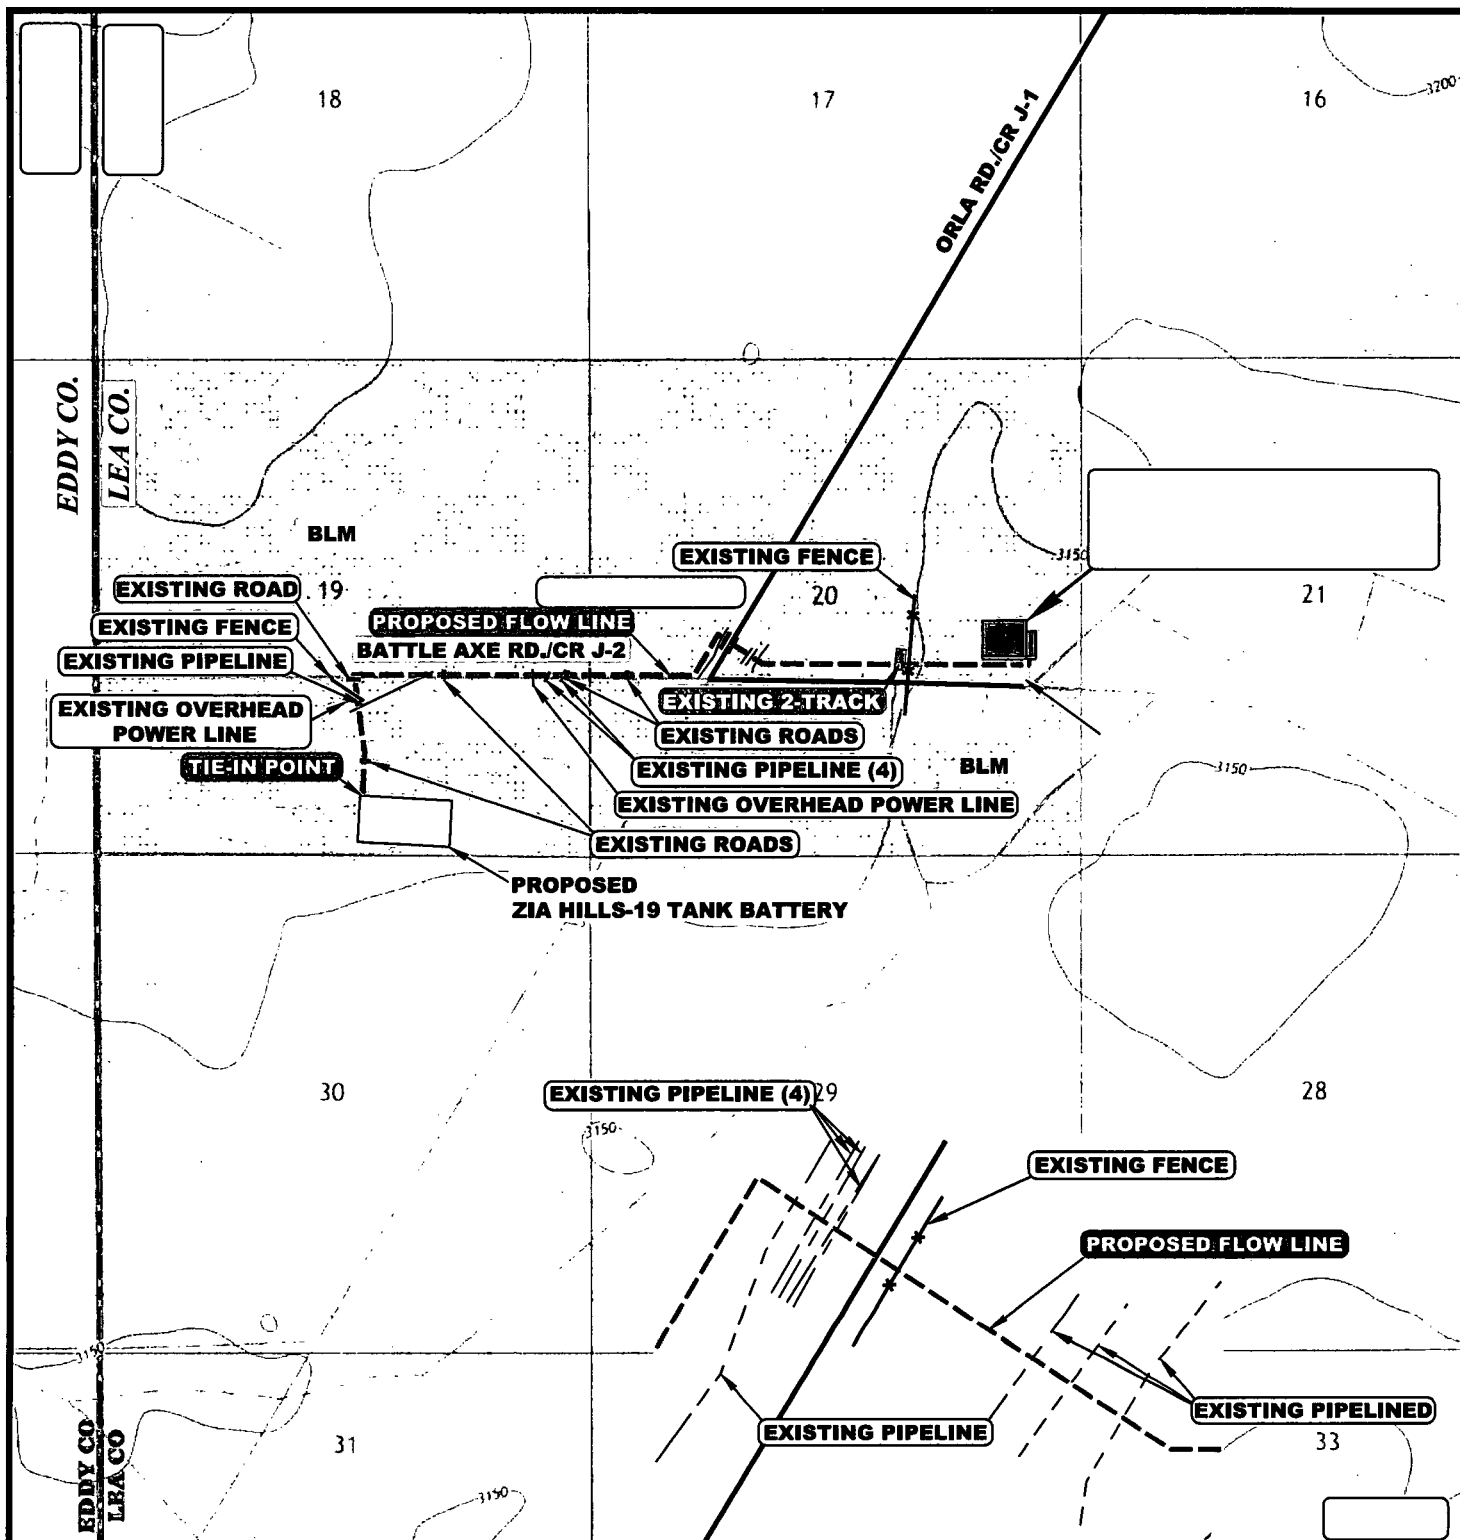 18
17
16
3200
ORLA RD./CR J-1
EDDY CO.
LEA CO.
BLM
EXISTING FENCE
3150
EXISTING ROAD
19
20
21
EXISTING FENCE
PROPOSED FLOW LINE
BATTLE AXE RD./CR J-2
EXISTING PIPELINE
EXISTING 2-TRACK
EXISTING OVERHEAD
POWER LINE
EXISTING ROADS
TIE-IN POINT
EXISTING PIPELINE (4)
BLM
3150
EXISTING OVERHEAD POWER LINE
EXISTING ROADS
PROPOSED
ZIA HILLS-19 TANK BATTERY
30
EXISTING PIPELINE (4)
29
28
3150
EXISTING FENCE
PROPOSED FLOW LINE
3150
EXISTING PIPELINED
EXISTING PIPELINE
31
33
EDDY CO
LEA CO
3150